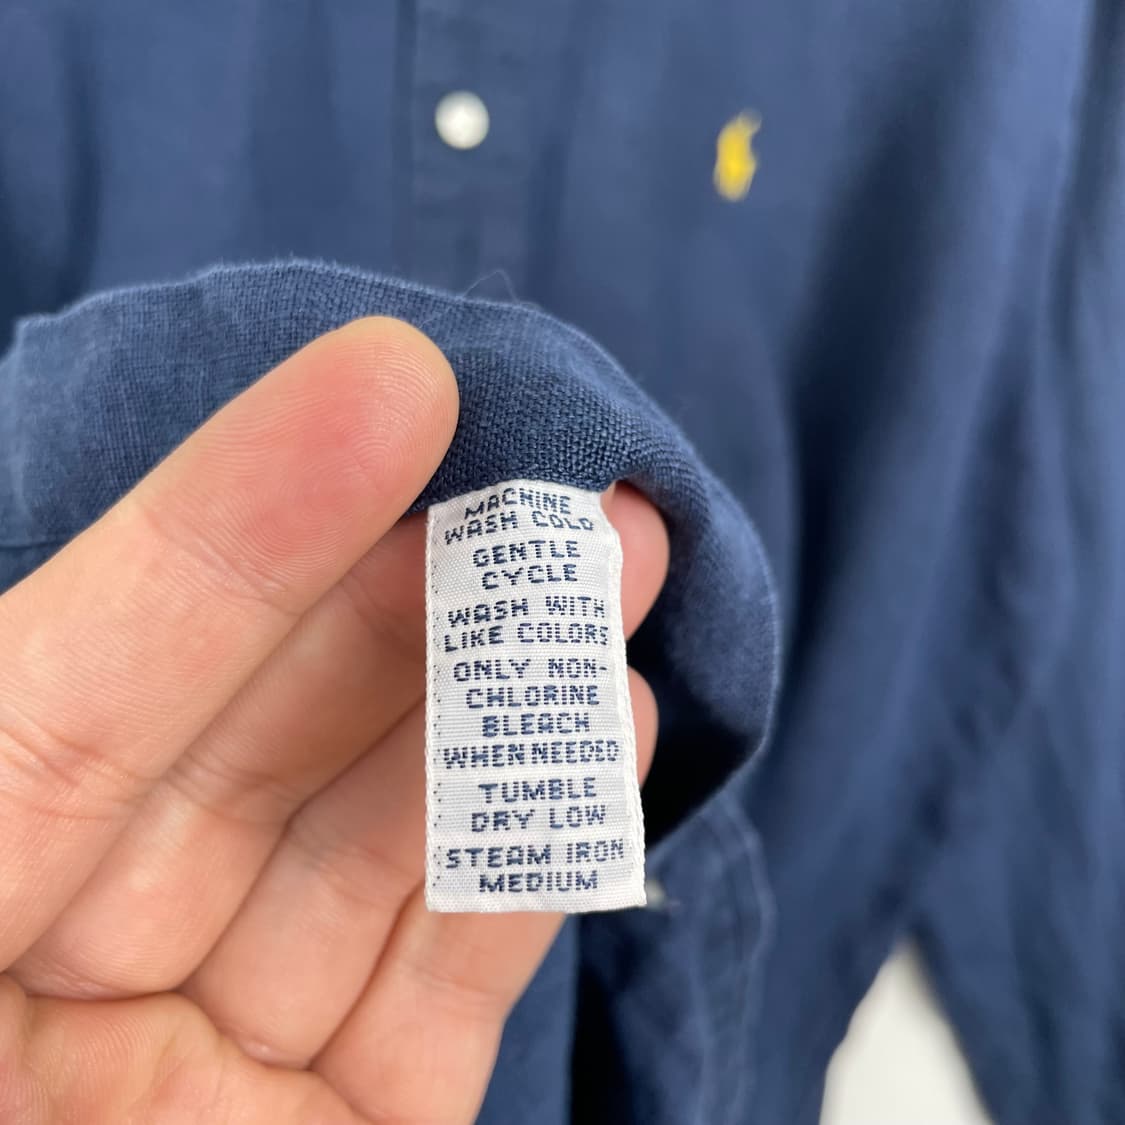 MACHINE
WASH COLD
GENTLE
CYCLE
WASH WITH
LIKE COLORS
ONLY NON-
CHLORINE
BLEACH
WHEN NEEDED
TUMBLE
DRY LOW
STEAM IRON
MEDIUM